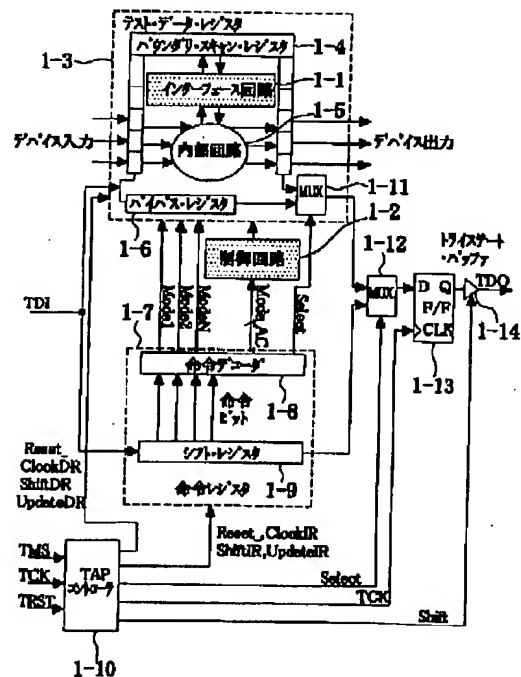 テスト・データ・レジスタ
バウンダリ・スキャン・レジスタ
1-4
1-3
1-1
インターフェース回路
1-5
デバイス入力
内部回路
デバイス出力
MUX
1-11
バイパス・レジスタ
1-6
1-2
制御回路
1-12
トライステート
・バッファ
TDI
1-7
Mode1
Mode2
ModeN
Mode_AC
Select
MUX
D Q
F/F
CLK
TDO
1-14
1-13
命令デコーダ
1-8
命令
ビット
Reset_
ClockDR
ShiftDR
UpdateDR
シフト・レジスタ
1-9
命令レジスタ
Reset_,ClockIR
ShiftIR,UpdateIR
TMS
TCK
TRST
TAP
コントローラ
Select
TCK
Shift
1-10